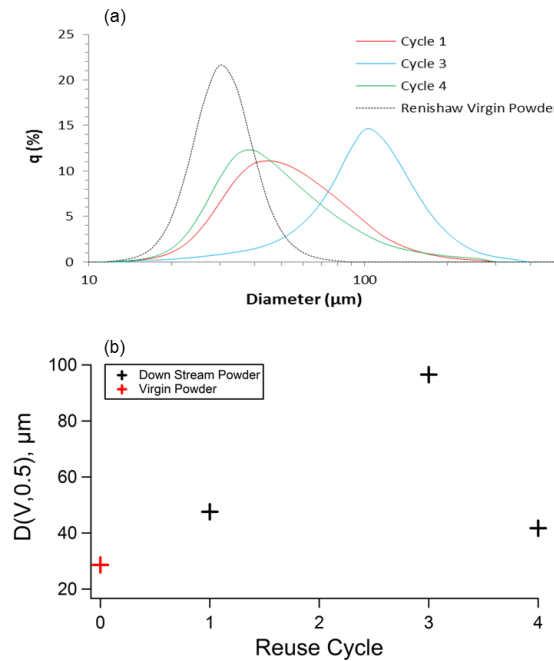 (a)
25
20
15
10
5
0
q (%)
Cycle 1
Cycle 3
Cycle 4
Renishaw Virgin Powder
10
100
Diameter (μm)
(b)
100
80
60
40
20
D(V,0.5), μm
Down Stream Powder
Virgin Powder
0
1
2
3
4
Reuse Cycle